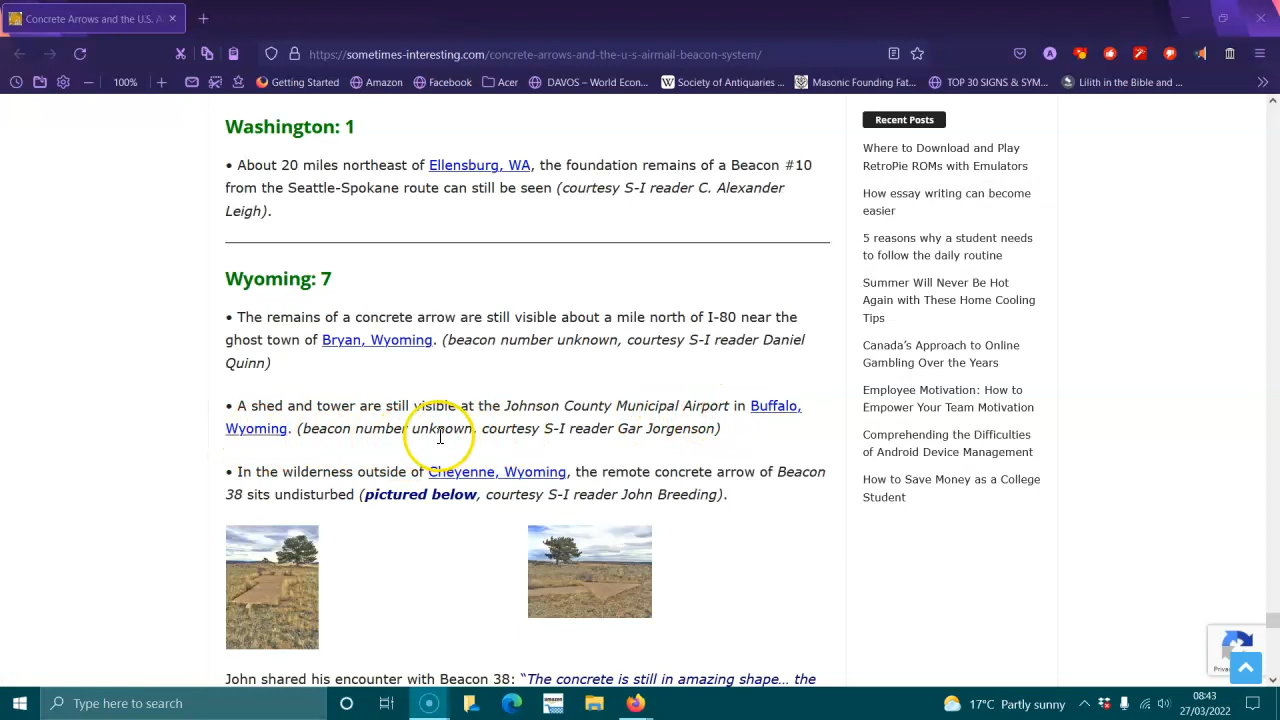 Concrete Arrows and the U.S. A
https://sometimes-interesting.com/concrete-arrows-and-the-u-s-airmail-beacon-system/
100%
Getting Started
Amazon
Facebook
Acer
DAVOS – World Econ...
Society of Antiquaries ...
Masonic Founding Fat...
TOP 30 SIGNS & SYM...
Lilith in the Bible and ...
Washington: 1
• About 20 miles northeast of Ellensburg, WA, the foundation remains of a Beacon #10
from the Seattle-Spokane route can still be seen (courtesy S-I reader C. Alexander
Leigh).
Wyoming: 7
• The remains of a concrete arrow are still visible about a mile north of I-80 near the
ghost town of Bryan, Wyoming. (beacon number unknown, courtesy S-I reader Daniel
Quinn)
• A shed and tower are still visible at the Johnson County Municipal Airport in Buffalo,
Wyoming. (beacon number unknown, courtesy S-I reader Gar Jorgenson)
• In the wilderness outside of Cheyenne, Wyoming, the remote concrete arrow of Beacon
38 sits undisturbed (pictured below, courtesy S-I reader John Breeding).
John shared his encounter with Beacon 38: “The concrete is still in amazing shape… the
Recent Posts
Where to Download and Play
RetroPie ROMs with Emulators
How essay writing can become
easier
5 reasons why a student needs
to follow the daily routine
Summer Will Never Be Hot
Again with These Home Cooling
Tips
Canada’s Approach to Online
Gambling Over the Years
Employee Motivation: How to
Empower Your Team Motivation
Comprehending the Difficulties
of Android Device Management
How to Save Money as a College
Student
Type here to search
amazon
17°C Partly sunny
08:43
27/03/2022